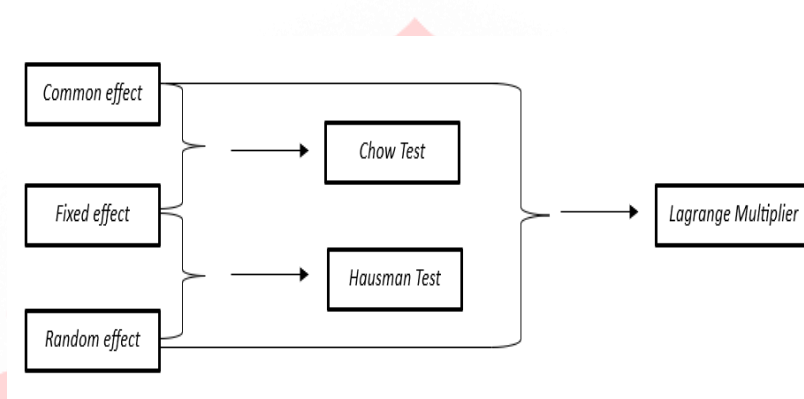 Common effect
Chow Test
Fixed effect
Lagrange Multiplier
Hausman Test
Random effect